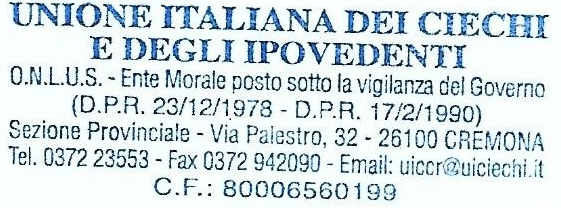 UNIONE ITALIANA DEI CIECHI
E DEGLI IPOVEDENTI
O.N.L.U.S. - Ente Morale posto sotto la vigilanza del Governo
(D.P.R. 23/12/1978 - D.P.R. 17/2/1990)
Sezione Provinciale - Via Palestro, 32 - 26100 CREMONA
Tel. 0372 23553 - Fax 0372 942090 - Email: uiccr@uiciechi.it
C.F.: 80006560199